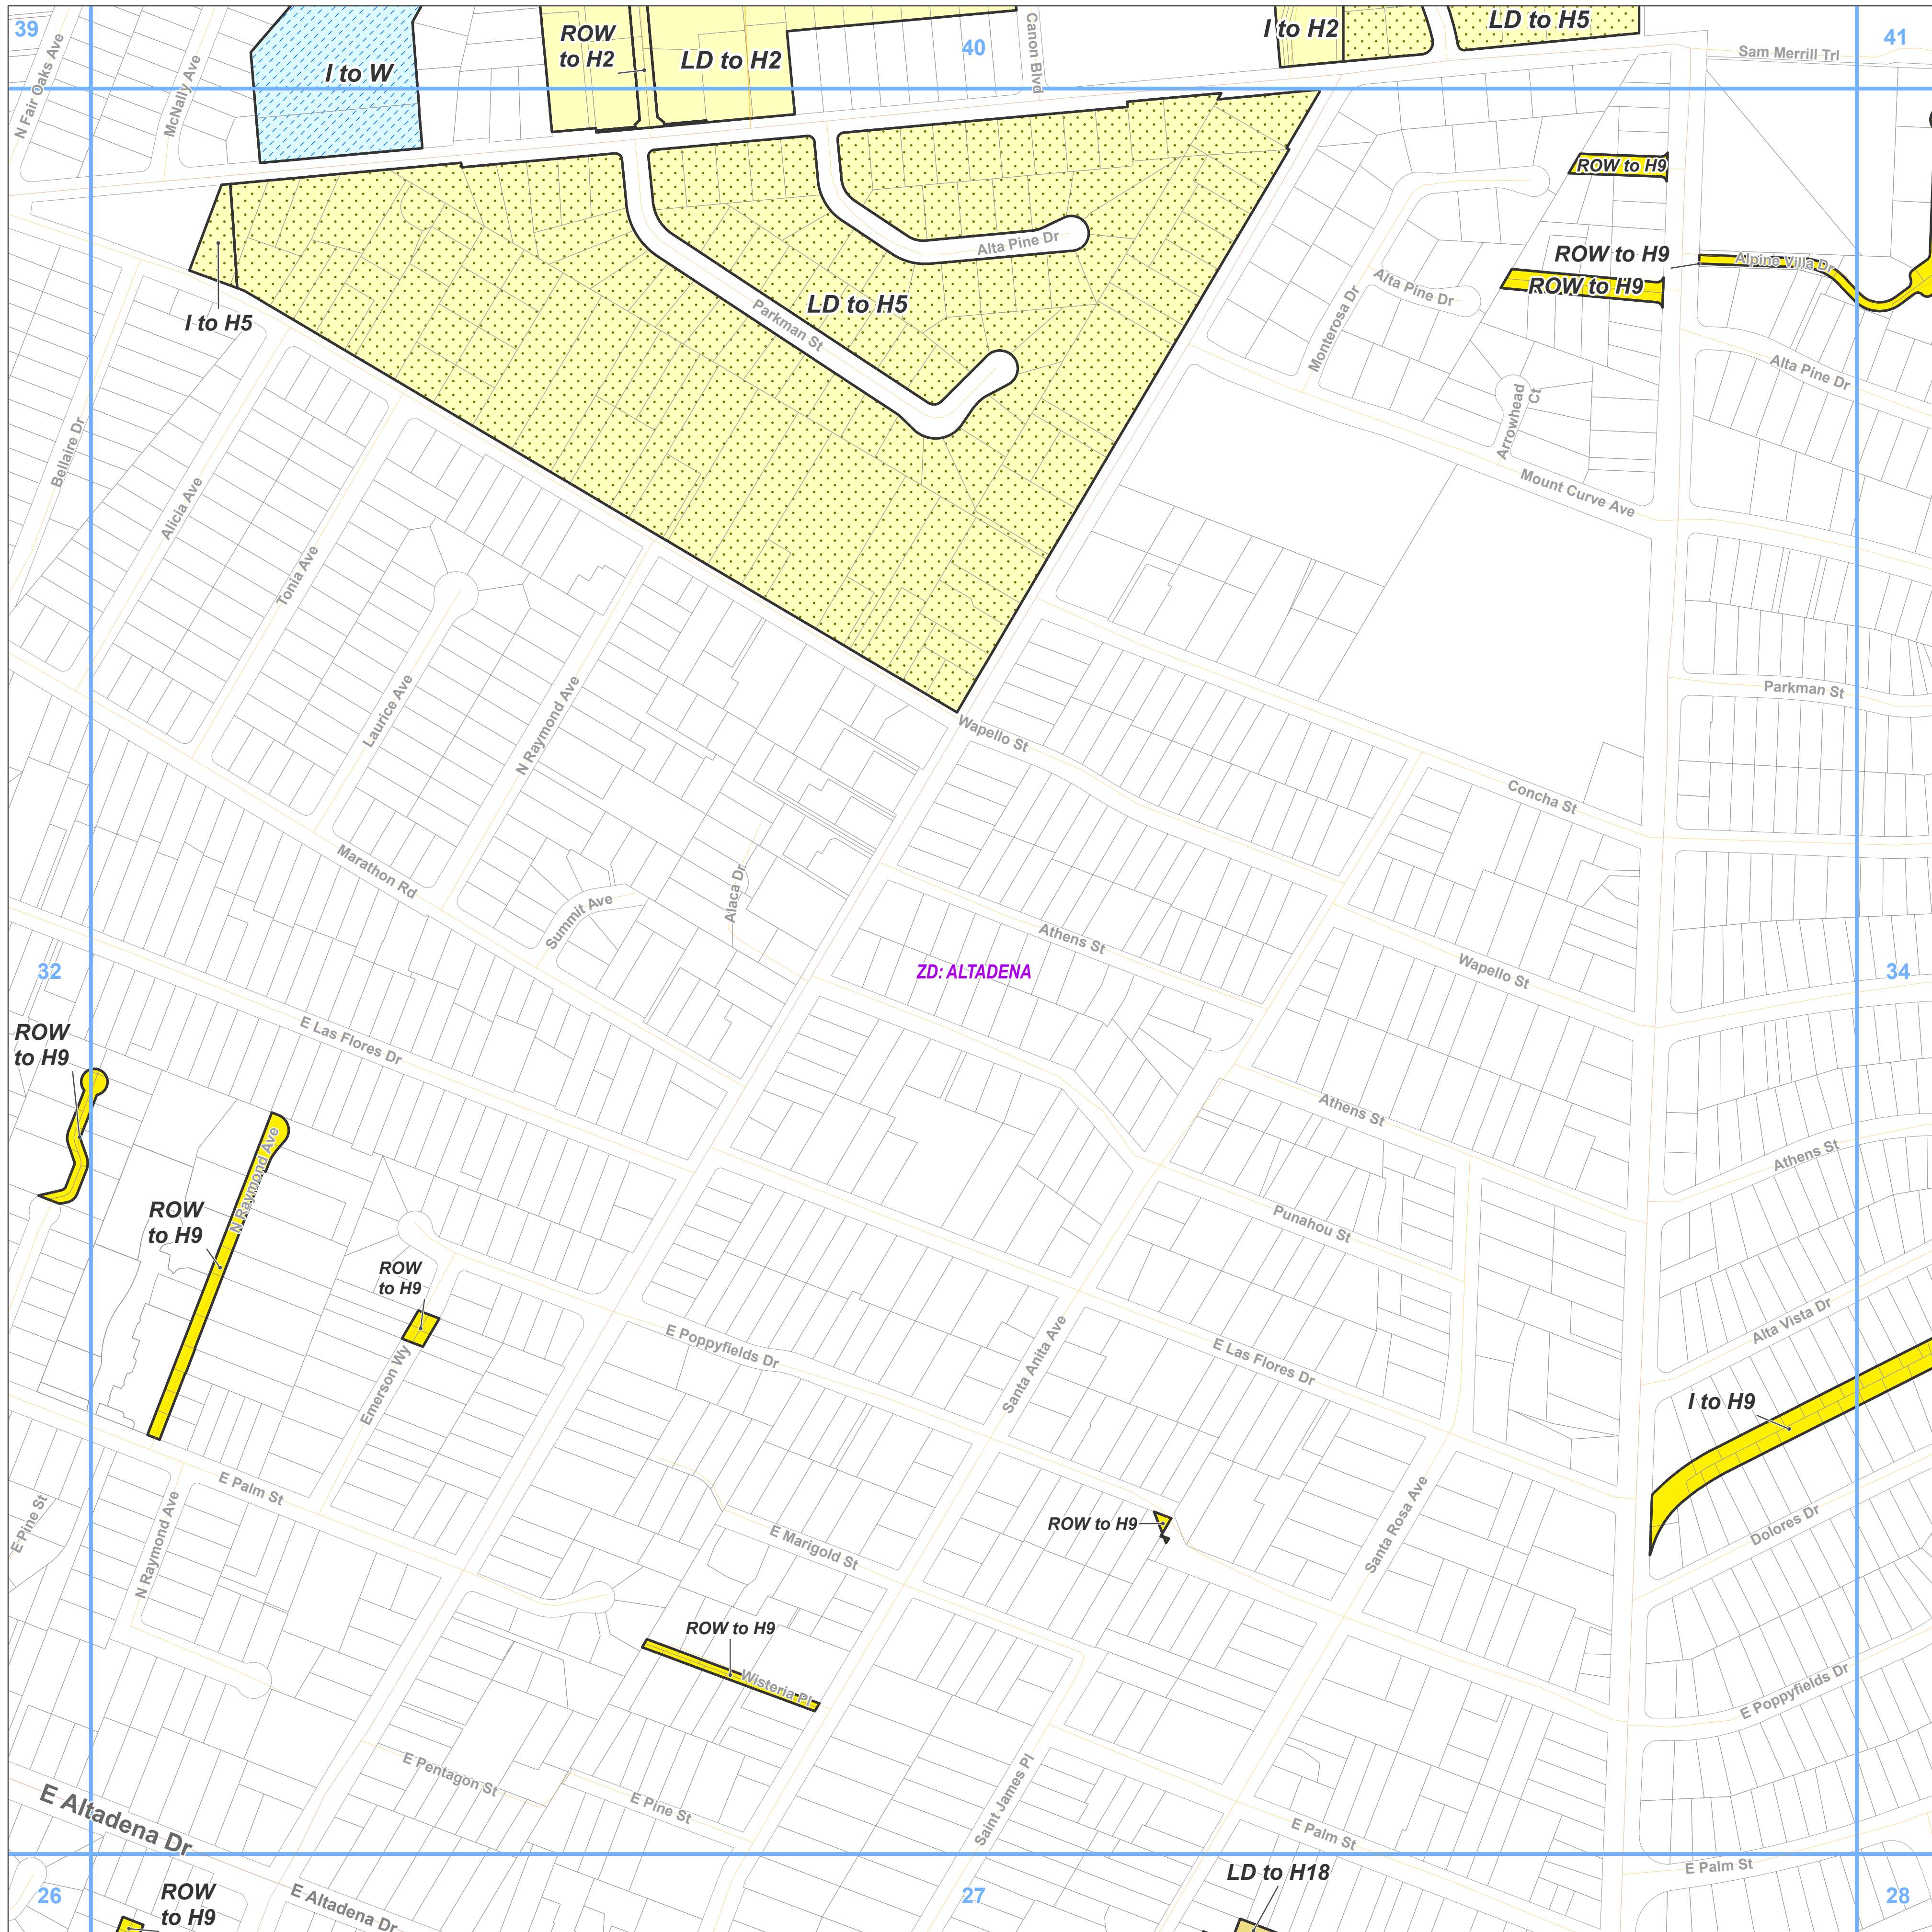 39
N Fair Oaks Ave
McNally Ave
I to W
ROW
to H2
LD to H2
40
Canon Blvd
I to H2
LD to H5
Sam Merrill Trl
41
ROW to H9
ROW to H9
ROW to H9
Alpine Villa Dr
Alta Pine Dr
Parkman St
LD to H5
I to H5
Alta Pine Dr
Monterosa Dr
Alta Pine Dr
Arrowhead
Ct
Mount Curve Ave
Bellaire Dr
Alicia Ave
Tonia Ave
Laurice Ave
N Raymond Ave
Wapello St
Parkman St
Concha St
Marathon Rd
Summit Ave
Alaca Dr
Athens St
Wapello St
32
ZD: ALTADENA
34
ROW
to H9
E Las Flores Dr
Athens St
Athens St
N Raymond Ave
ROW
to H9
Punahou St
ROW
to H9
Emerson Wy
E Poppyfields Dr
Santa Anita Ave
E Las Flores Dr
Alta Vista Dr
I to H9
E Palm St
E Pine St
N Raymond Ave
E Marigold St
ROW to H9
Santa Rosa Ave
Dolores Dr
ROW to H9
Wisteria Pl
E Poppyfields Dr
E Pentagon St
E Pine St
Saint James Pl
E Altadena Dr
E Palm St
E Palm St
LD to H18
26
ROW
to H9
E Altadena Dr
27
28